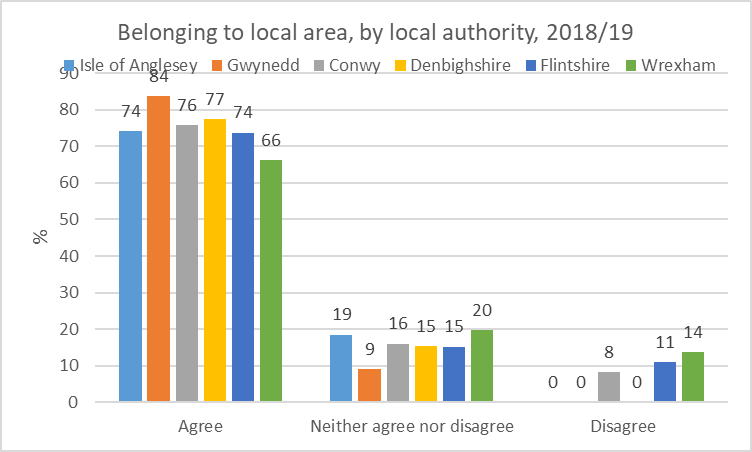 Belonging to local area, by local authority, 2018/19
Isle of Anglesey Gwynedd Conwy Denbighshire Flintshire Wrexham
90
80
70
60
50
40
30
20
10
0
%
74 84 76 77 74 66
19 9 16 15 15 20
0 0 8 0 11 14
Agree Neither agree nor disagree Disagree